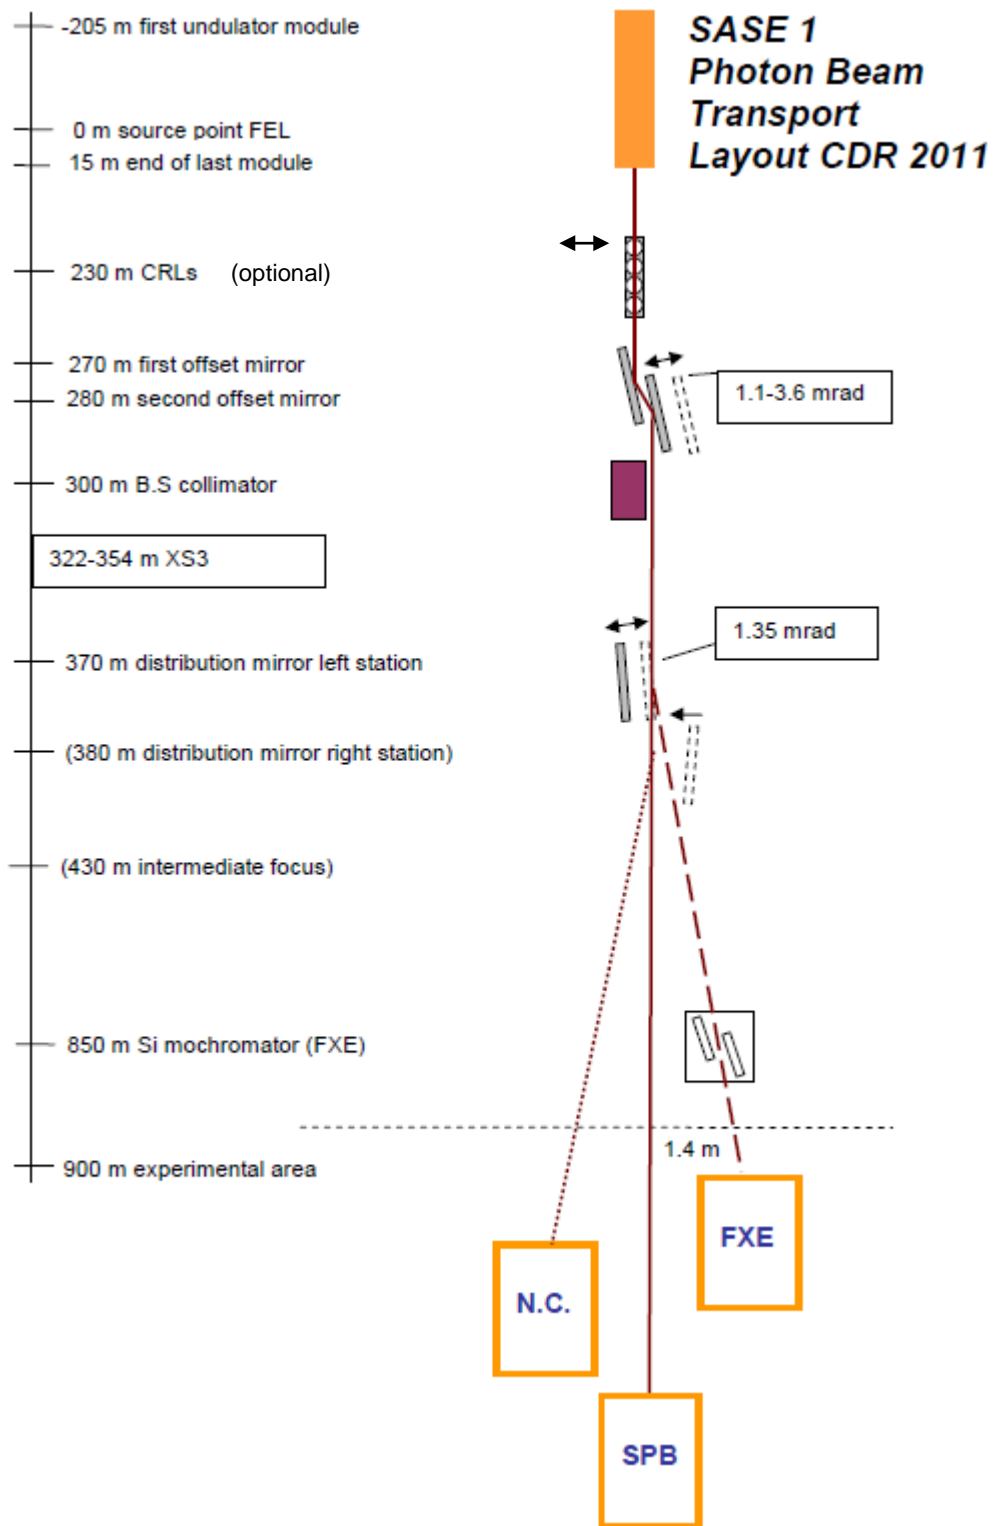 SASE 1
Photon Beam
Transport
Layout CDR 2011
-205 m first undulator module
0 m source point FEL
15 m end of last module
230 m CRLs (optional)
270 m first offset mirror
280 m second offset mirror
1.1-3.6 mrad
300 m B.S collimator
322-354 m XS3
1.35 mrad
370 m distribution mirror left station
(380 m distribution mirror right station)
(430 m intermediate focus)
850 m Si mochromator (FXE)
1.4 m
900 m experimental area
FXE
N.C.
SPB